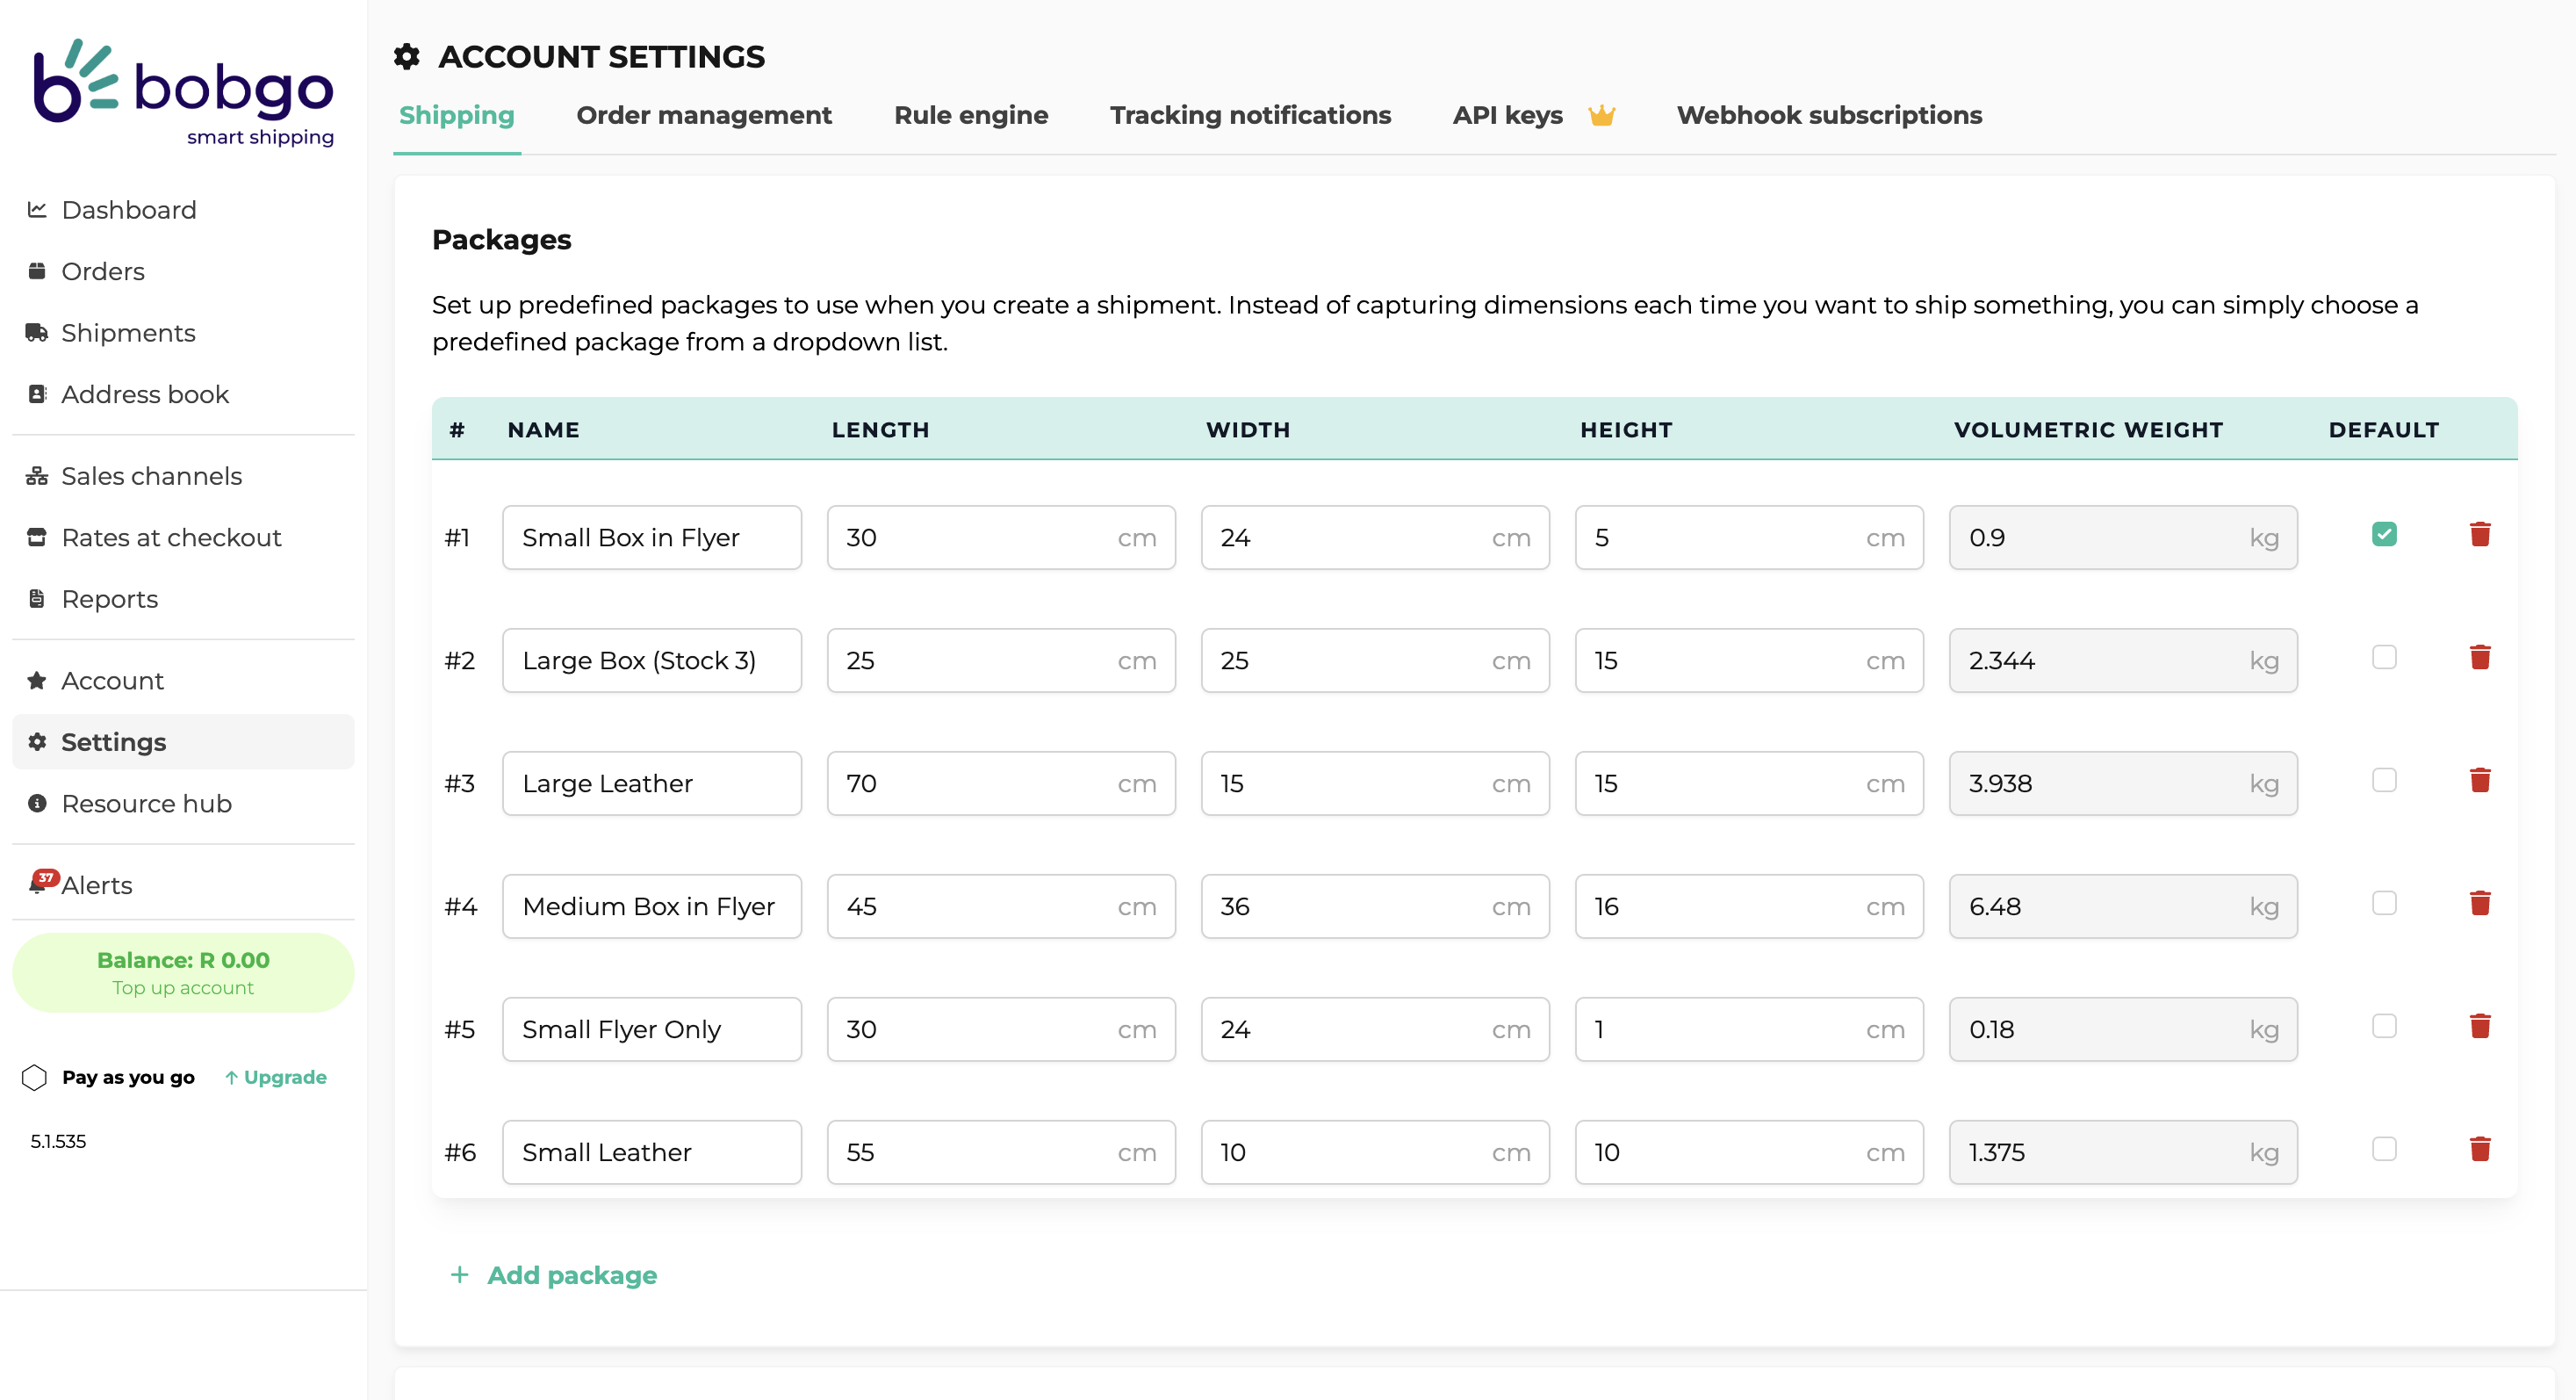 bobgo
smart shipping
Dashboard
Orders
Shipments
Address book
Sales channels
Rates at checkout
Reports
Account
Settings
Resource hub
37
Alerts
Balance: R 0.00
Top up account
Pay as you go ↑ Upgrade
5.1.535
ACCOUNT SETTINGS
Shipping Order management Rule engine Tracking notifications API keys Webhook subscriptions
Packages
Set up predefined packages to use when you create a shipment. Instead of capturing dimensions each time you want to ship something, you can simply choose a
predefined package from a dropdown list.
# NAME LENGTH WIDTH HEIGHT VOLUMETRIC WEIGHT DEFAULT
#1 Small Box in Flyer 30 cm 24 cm 5 cm 0.9 kg
#2 Large Box (Stock 3) 25 cm 25 cm 15 cm 2.344 kg
#3 Large Leather 70 cm 15 cm 15 cm 3.938 kg
#4 Medium Box in Flyer 45 cm 36 cm 16 cm 6.48 kg
#5 Small Flyer Only 30 cm 24 cm 1 cm 0.18 kg
#6 Small Leather 55 cm 10 cm 10 cm 1.375 kg
+ Add package